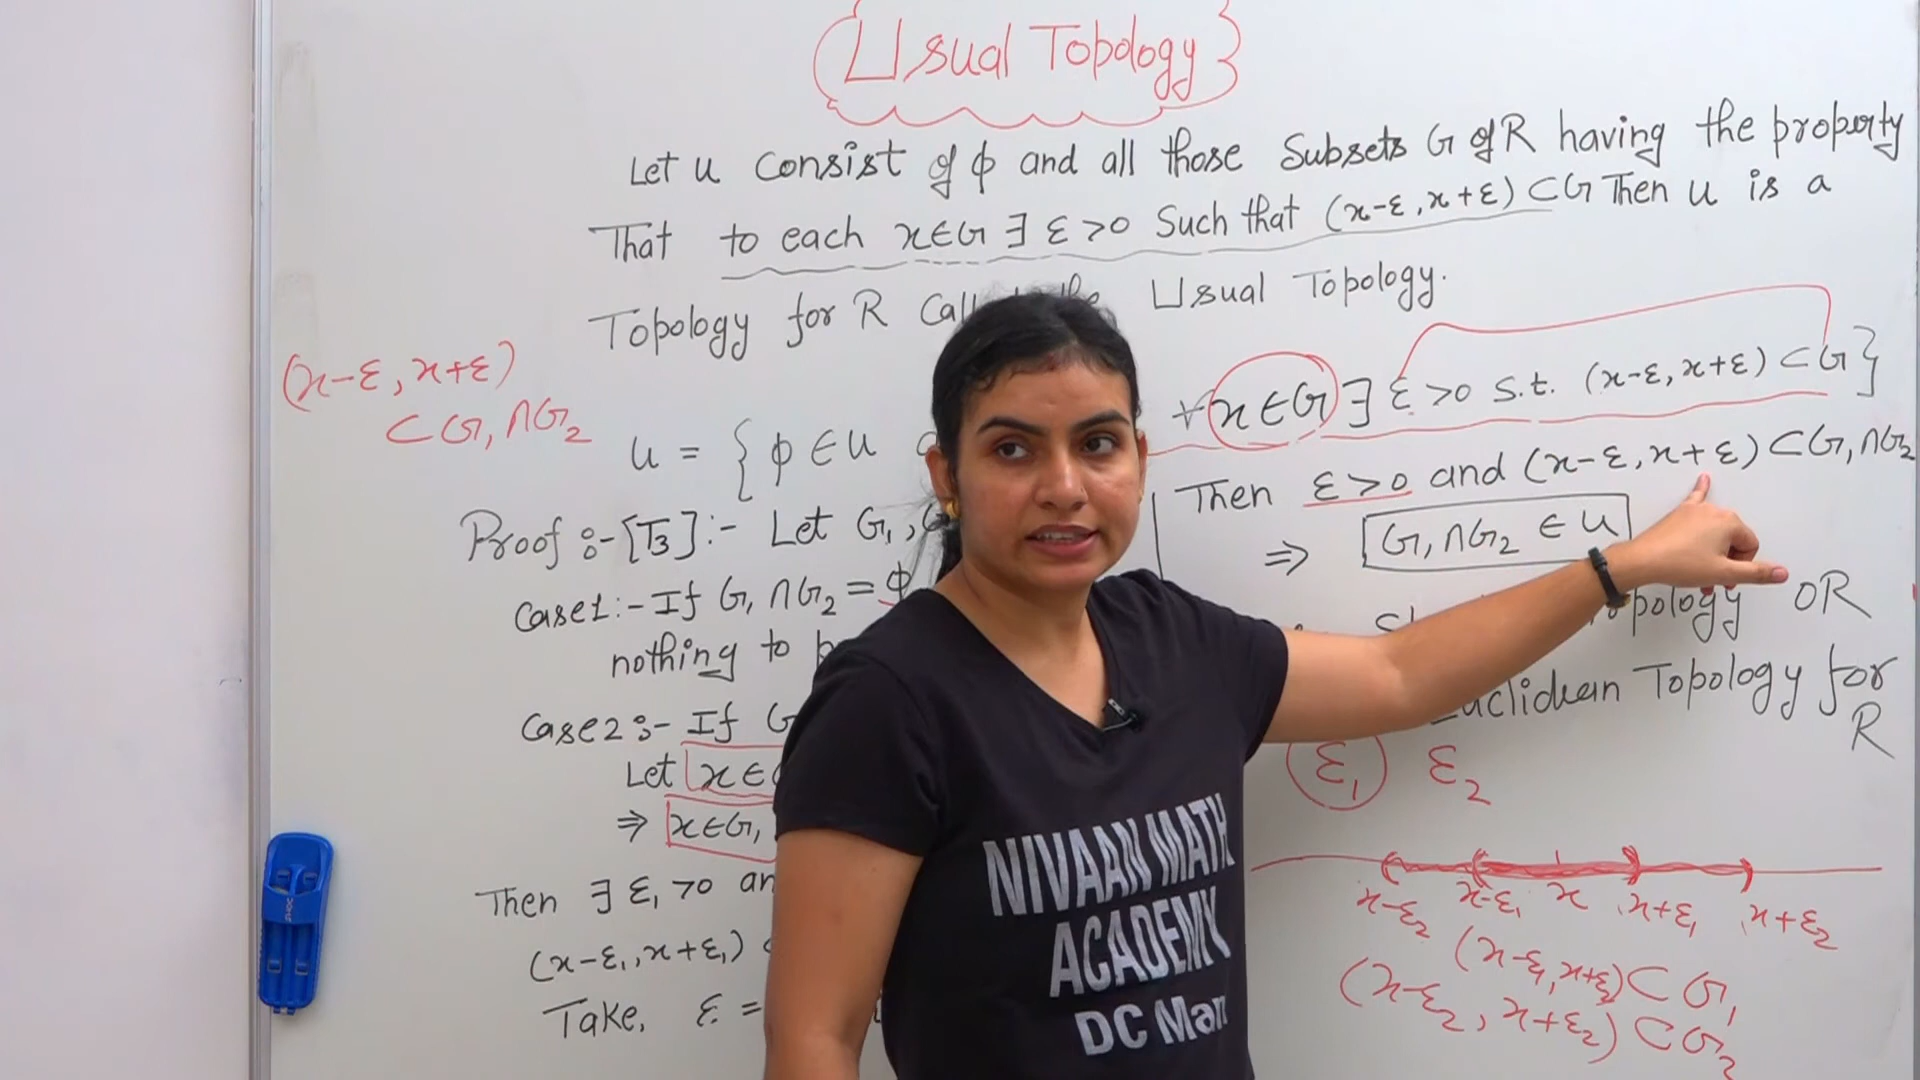 Usual Topology
Let U Consist of ϕ and all those Subsets G of R having the property
That to each x∈G ∃ ε>0 Such that (x-ε, x+ε) ⊂G Then U is a
Topology for R Usual Topology.
(x-ε, x+ε)
⊂G₁∩G₂
U = { ϕ∈U
∀ x∈G ∃ ε>0 s.t. (x-ε, x+ε) ⊂G }
Proof :- [T₃]:- Let G₁,
Case1:- If G₁∩G₂ = ϕ
nothing to
Case2:- If G
Let x∈
⇒ x∈G₁,
Then ∃ ε₁>0
(x-ε₁, x+ε₁)
Take, ε =
Then ε>0 and (x-ε, x+ε) ⊂G₁∩G₂
⇒ G₁∩G₂ ∈ U
Topology OR
Euclidean Topology for
R
ε₁ ε₂
x-ε₂ x-ε₁ x x+ε₁ x+ε₂
(x-ε₁, x+ε₁) ⊂ G₁
(x-ε₂, x+ε₂) ⊂G₂
NIVAAN MATH
ACADEMY
DC Mam